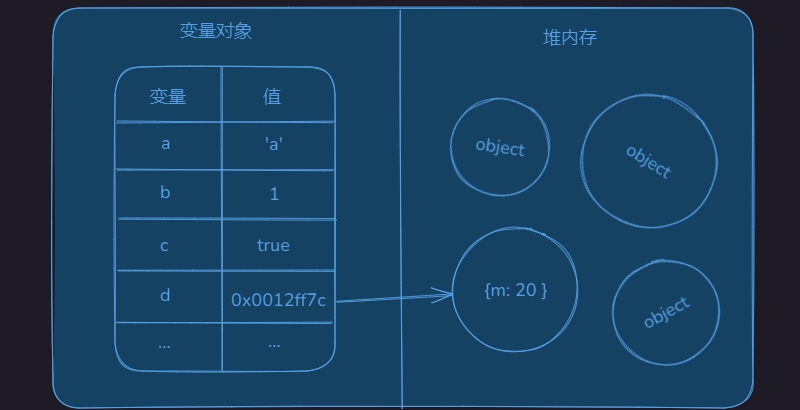 变量对象
变量 值
a 'a'
b 1
c true
d 0x0012ff7c
... ...
堆内存
object
object
{m: 20 }
object